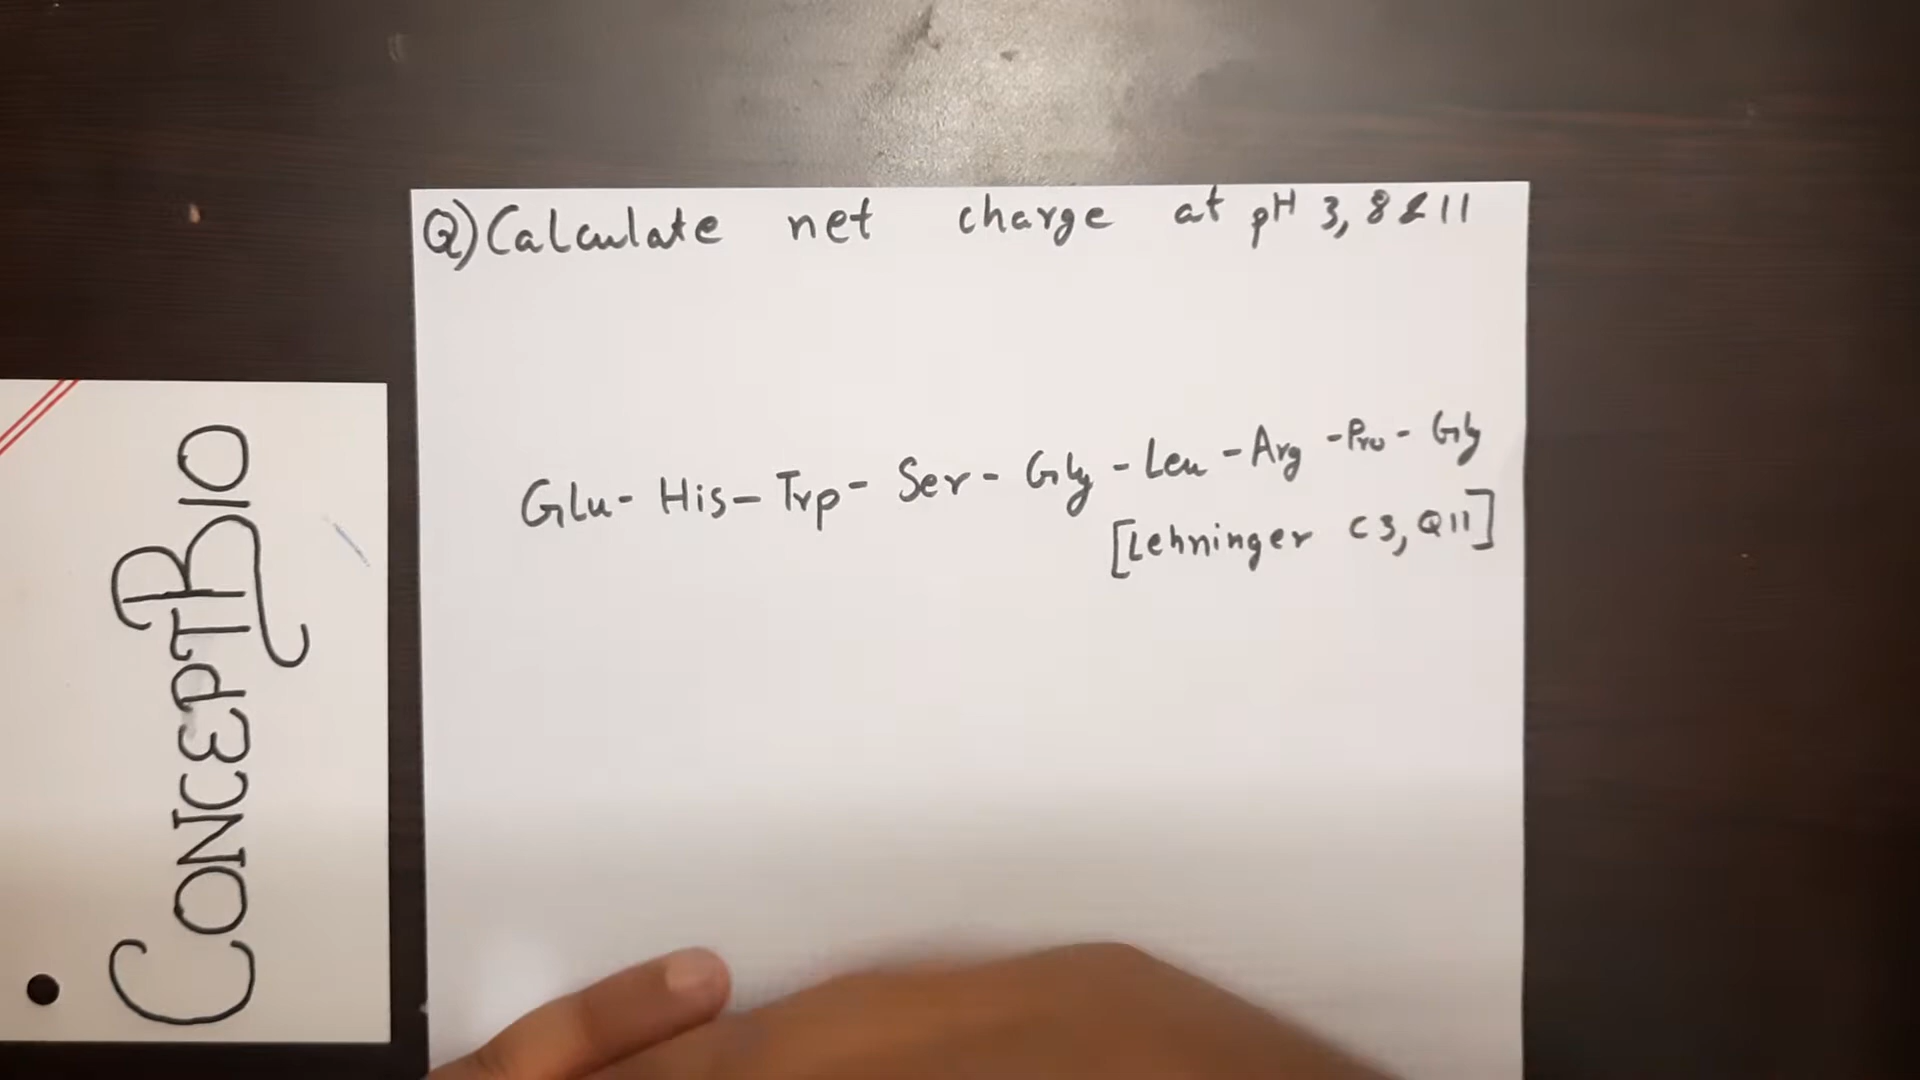 Q) Calculate net charge at pH 3, 8 & 11
Glu - His - Trp - Ser - Gly - Leu - Arg - Pro - Gly
[Lehninger C3, Q11]
CONCEPTBIO